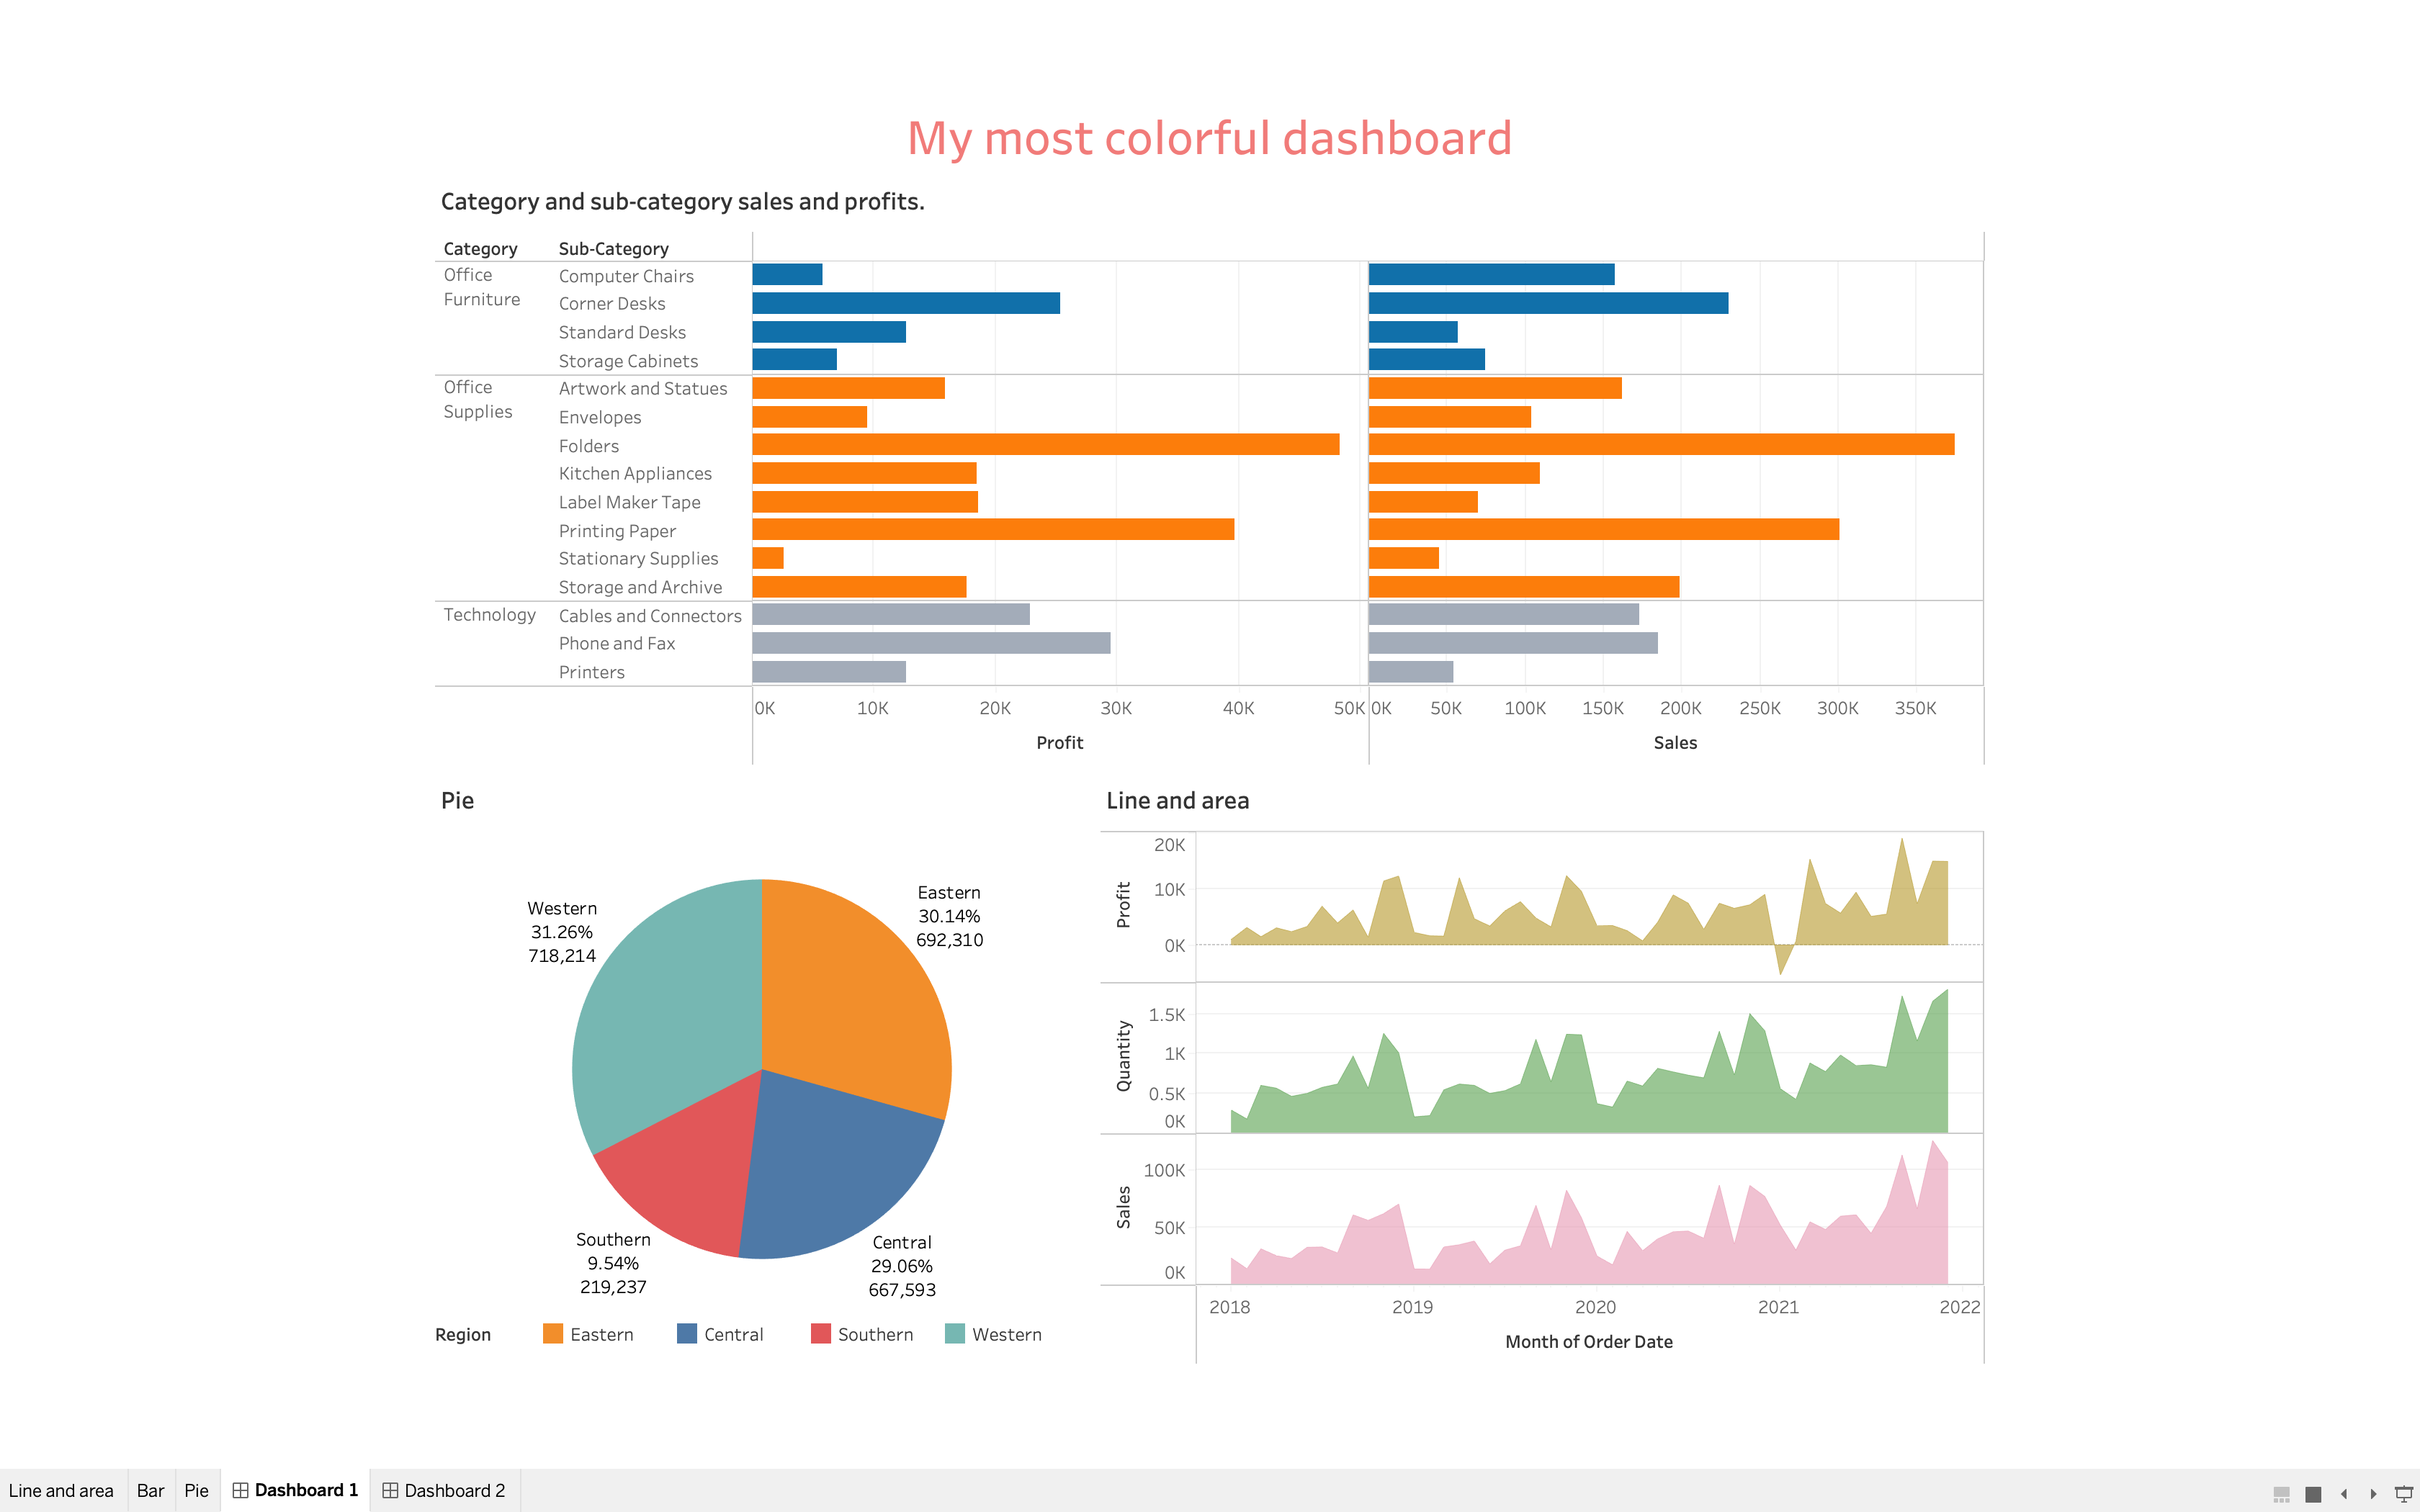 My most colorful dashboard
Category and sub-category sales and profits.
Category Sub-Category
Office Furniture
Computer Chairs
Corner Desks
Standard Desks
Storage Cabinets
Office Supplies
Artwork and Statues
Envelopes
Folders
Kitchen Appliances
Label Maker Tape
Printing Paper
Stationary Supplies
Storage and Archive
Technology
Cables and Connectors
Phone and Fax
Printers
0K 10K 20K 30K 40K 50K 0K 50K 100K 150K 200K 250K 300K 350K
Profit Sales
Pie
Western
31.26%
718,214
Eastern
30.14%
692,310
Southern
9.54%
219,237
Central
29.06%
667,593
Region Eastern Central Southern Western
Line and area
Profit
20K
10K
0K
Quantity
1.5K
1K
0.5K
0K
Sales
100K
50K
0K
2018 2019 2020 2021 2022
Month of Order Date
Line and area Bar Pie Dashboard 1 Dashboard 2